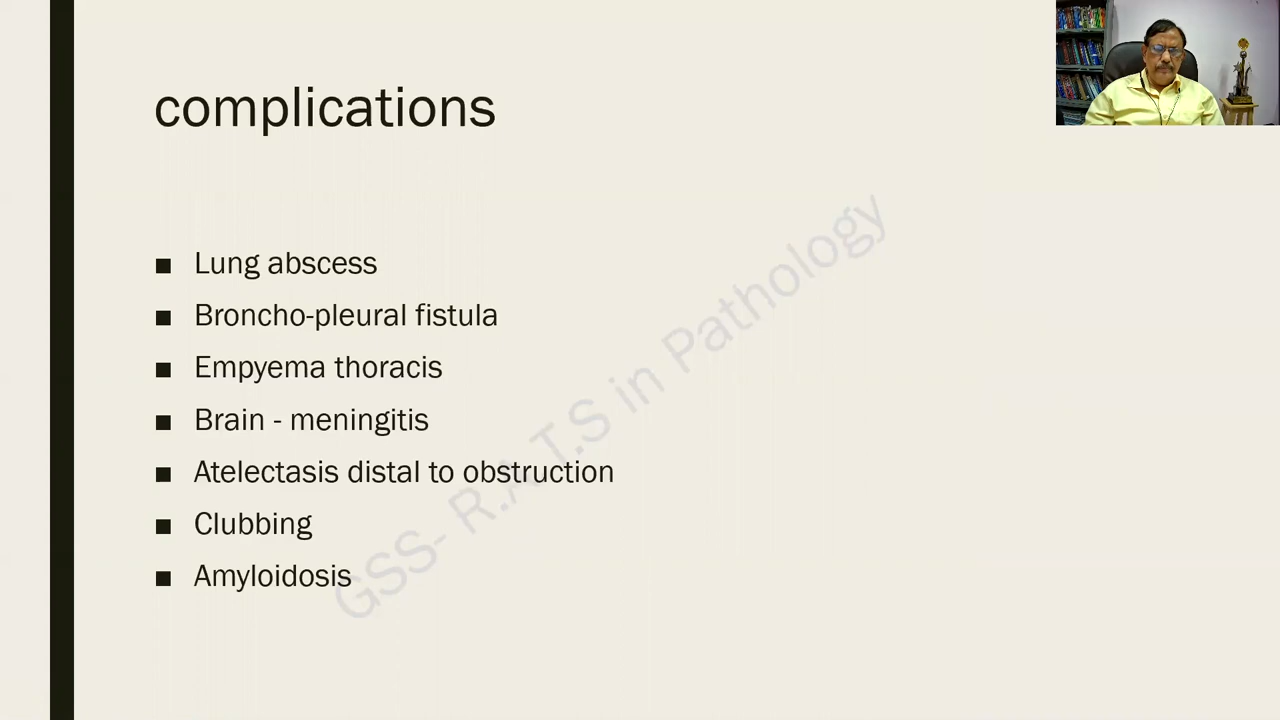 complications
■ Lung abscess
■ Broncho-pleural fistula
■ Empyema thoracis
■ Brain - meningitis
■ Atelectasis distal to obstruction
■ Clubbing
■ Amyloidosis
GSS- R.A.T.S in Pathology